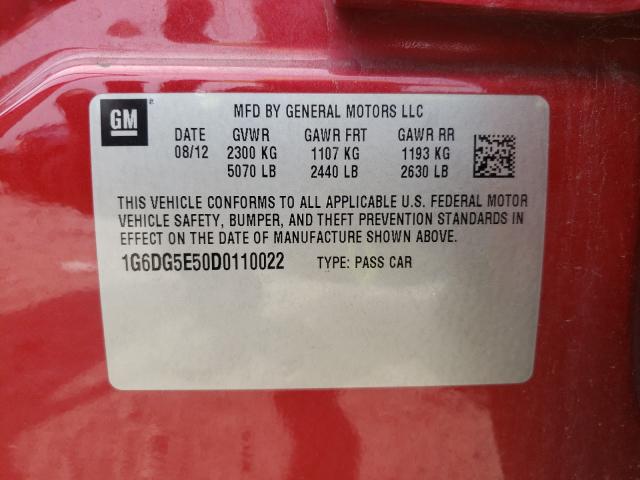 GM MFD BY GENERAL MOTORS LLC
DATE GVWR GAWR FRT GAWR RR
08/12 2300 KG 1107 KG 1193 KG
5070 LB 2440 LB 2630 LB
THIS VEHICLE CONFORMS TO ALL APPLICABLE U.S. FEDERAL MOTOR
VEHICLE SAFETY, BUMPER, AND THEFT PREVENTION STANDARDS IN
EFFECT ON THE DATE OF MANUFACTURE SHOWN ABOVE.
1G6DG5E50D0110022 TYPE: PASS CAR